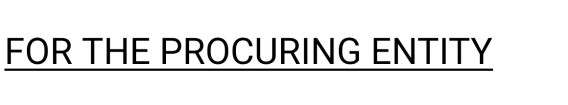 FOR THE PROCURING ENTITY